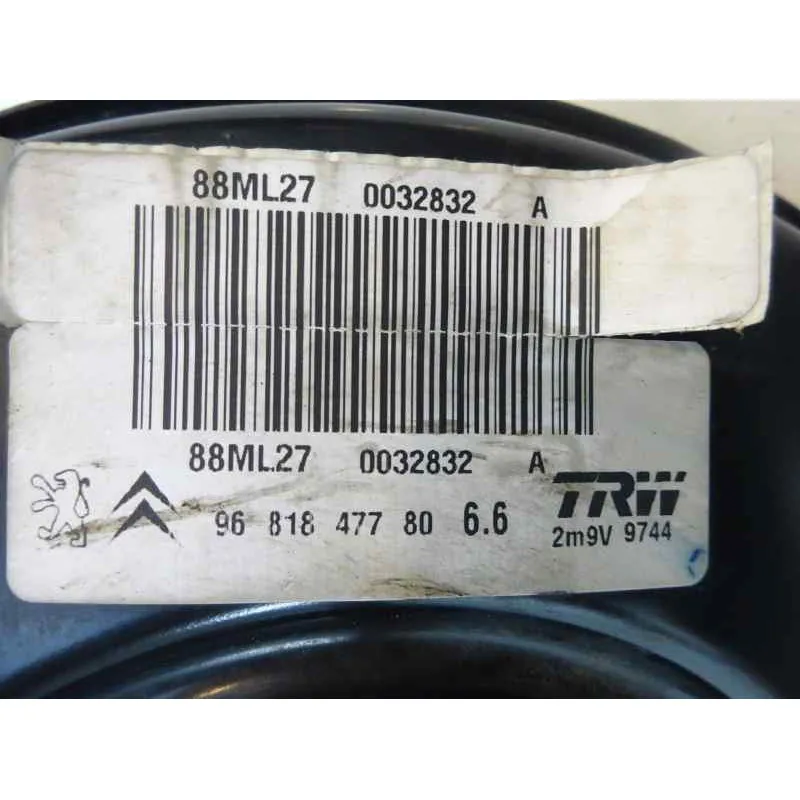 88ML27 0032832 A
88ML27 0032832 A
96 818 477 80 6.6
TRW
2m9V 9744